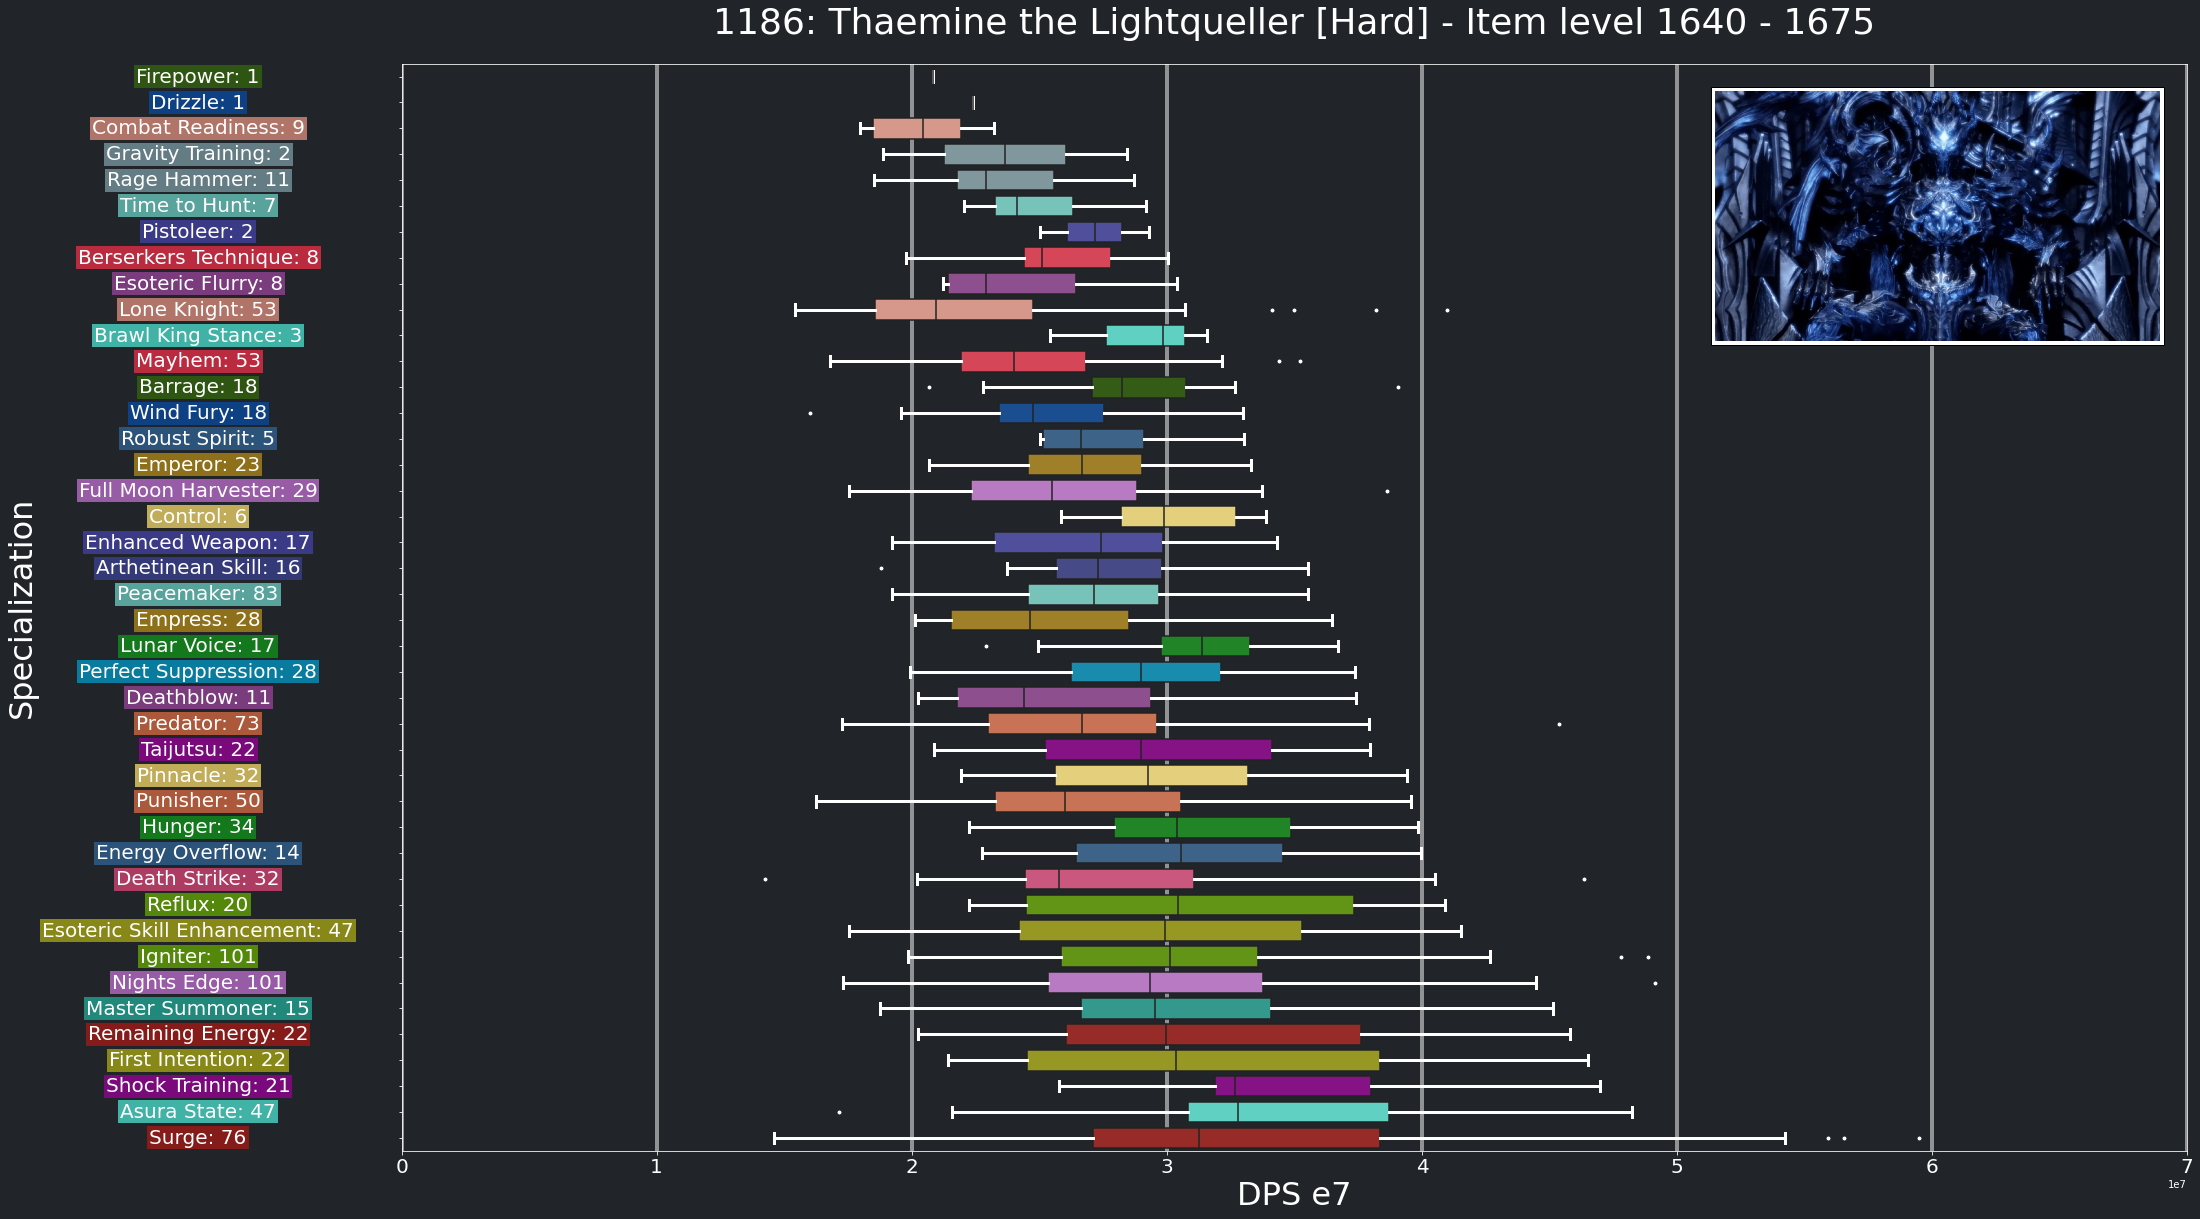 1186: Thaemine the Lightqueller [Hard] - Item level 1640 - 1675
Specialization
Firepower: 1
Drizzle: 1
Combat Readiness: 9
Gravity Training: 2
Rage Hammer: 11
Time to Hunt: 7
Pistoleer: 2
Berserkers Technique: 8
Esoteric Flurry: 8
Lone Knight: 53
Brawl King Stance: 3
Mayhem: 53
Barrage: 18
Wind Fury: 18
Robust Spirit: 5
Emperor: 23
Full Moon Harvester: 29
Control: 6
Enhanced Weapon: 17
Arthetinean Skill: 16
Peacemaker: 83
Empress: 28
Lunar Voice: 17
Perfect Suppression: 28
Deathblow: 11
Predator: 73
Taijutsu: 22
Pinnacle: 32
Punisher: 50
Hunger: 34
Energy Overflow: 14
Death Strike: 32
Reflux: 20
Esoteric Skill Enhancement: 47
Igniter: 101
Nights Edge: 101
Master Summoner: 15
Remaining Energy: 22
First Intention: 22
Shock Training: 21
Asura State: 47
Surge: 76
0 1 2 3 4 5 6 7
1e7
DPS e7